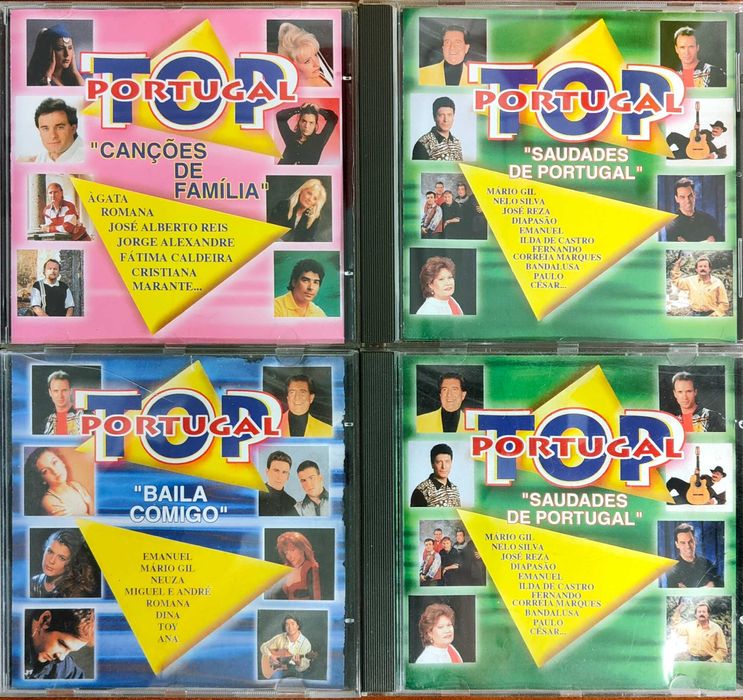 TOP
PORTUGAL
"CANÇÕES
DE
FAMÍLIA"
ÀGATA
ROMANA
JOSÉ ALBERTO REIS
JORGE ALEXANDRE
FÁTIMA CALDEIRA
CRISTIANA
MARANTE...
TOP
PORTUGAL
"SAUDADES
DE PORTUGAL"
MÁRIO GIL
NELO SILVA
JOSÉ REZA
DIAPASÃO
EMANUEL
ILDA DE CASTRO
FERNANDO
CORREIA MARQUES
BANDALUSA
PAULO
CÉSAR...
TOP
PORTUGAL
"BAILA
COMIGO"
EMANUEL
MÁRIO GIL
NEUZA
MIGUEL E ANDRÉ
ROMANA
DINA
TOY
ANA.
TOP
PORTUGAL
"SAUDADES
DE PORTUGAL"
MÁRIO GIL
NELO SILVA
JOSÉ REZA
DIAPASÃO
EMANUEL
ILDA DE CASTRO
FERNANDO
CORREIA MARQUES
BANDALUSA
PAULO
CÉSAR...